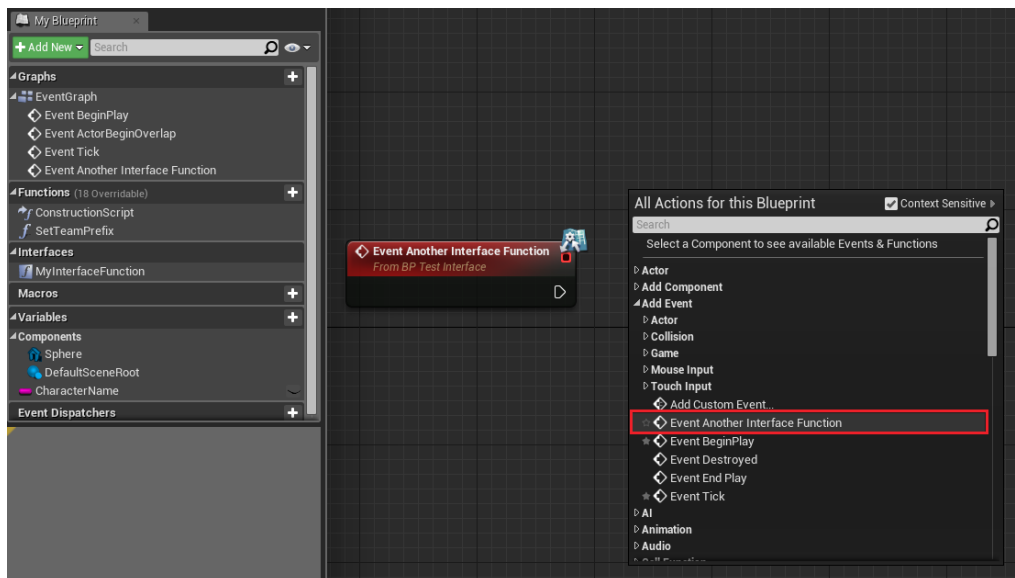 My Blueprint
Add New
Search
Graphs
EventGraph
Event BeginPlay
Event ActorBeginOverlap
Event Tick
Event Another Interface Function
Functions (18 Overridable)
ConstructionScript
SetTeamPrefix
Interfaces
MyInterfaceFunction
Macros
Variables
Components
Sphere
DefaultSceneRoot
CharacterName
Event Dispatchers
Event Another Interface Function
From BP Test Interface
All Actions for this Blueprint
Context Sensitive
Search
Select a Component to see available Events & Functions
Actor
Add Component
Add Event
Actor
Collision
Game
Mouse Input
Touch Input
Add Custom Event...
Event Another Interface Function
Event BeginPlay
Event Destroyed
Event End Play
Event Tick
AI
Animation
Audio